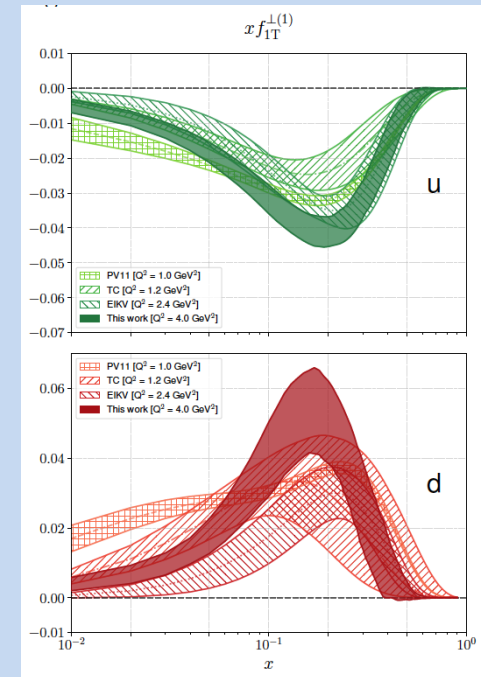 xf_{1T}^{⊥(1)}
0.01
0.00
−0.01
−0.02
−0.03
−0.04
−0.05
−0.06
−0.07
u
PV11 [Q² = 1.0 GeV²]
TC [Q² = 1.2 GeV²]
EIKV [Q² = 2.4 GeV²]
This work [Q² = 4.0 GeV²]
PV11 [Q² = 1.0 GeV²]
TC [Q² = 1.2 GeV²]
EIKV [Q² = 2.4 GeV²]
This work [Q² = 4.0 GeV²]
0.06
0.04
0.02
0.00
−0.01
d
10⁻²
10⁻¹
10⁰
x